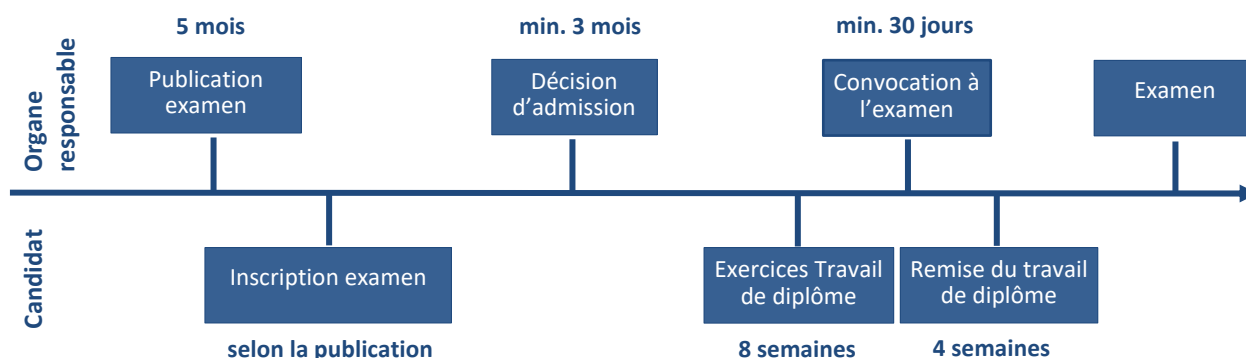 5 mois
min. 3 mois
min. 30 jours
Organe
responsable
Publication
examen
Décision
d’admission
Convocation à
l’examen
Examen
Candidat
Inscription examen
Exercices Travail
de diplôme
Remise du travail
de diplôme
selon la publication
8 semaines
4 semaines